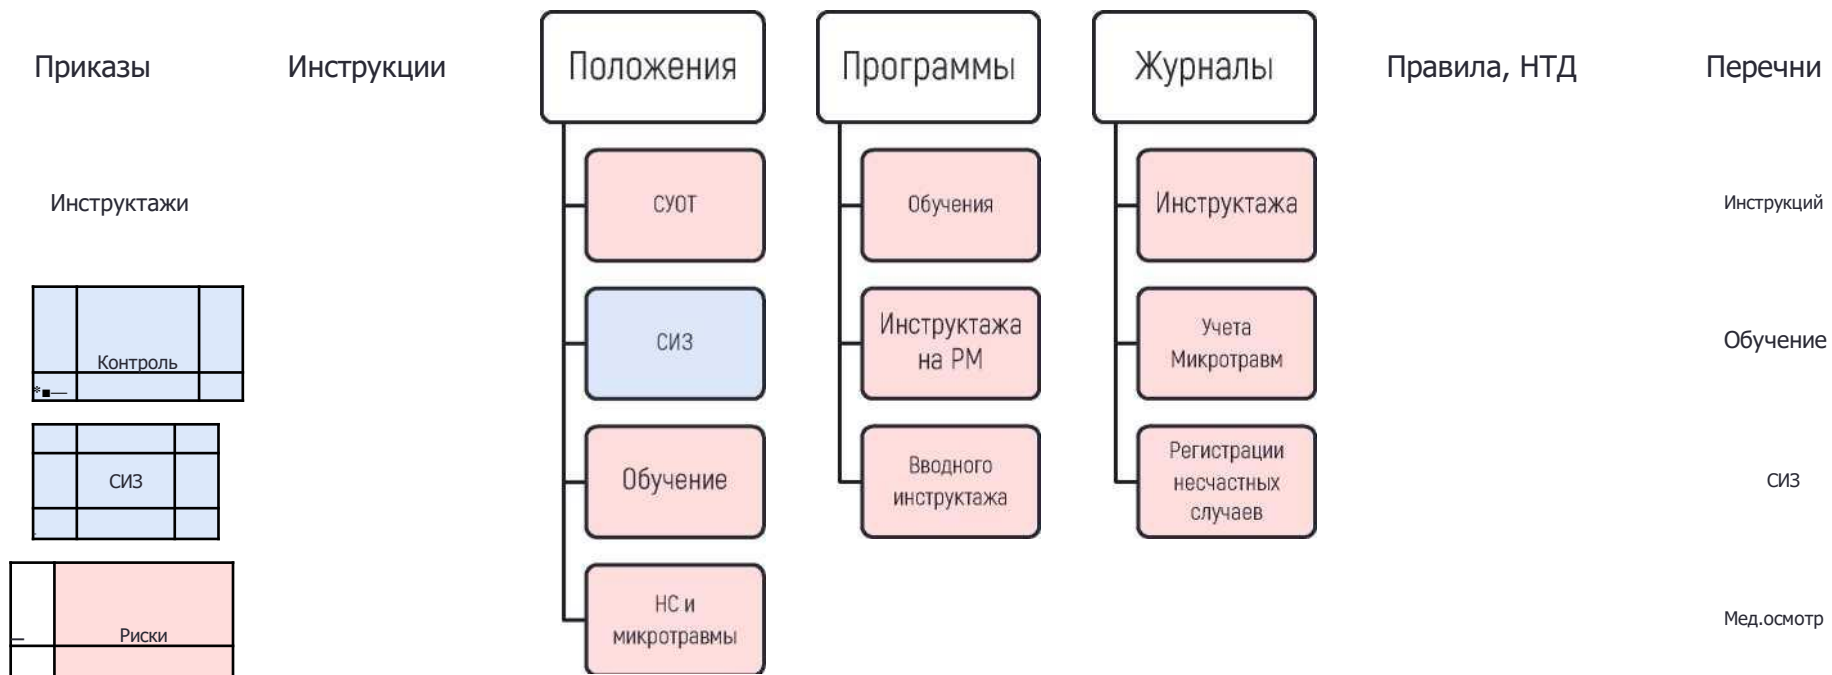 Приказы
Инструкции
Положения
Программы
Журналы
Правила, НТД
Перечни
Инструктажи
СУОТ
Обучения
Инструктажа
Инструкций
Контроль
*■—
СИЗ
Инструктажа
на РМ
Учета
Микротравм
Обучение
СИЗ
Обучение
Вводного
инструктажа
Регистрации
несчастных
случаев
СИЗ
Риски
НС и
микротравмы
Мед.осмотр